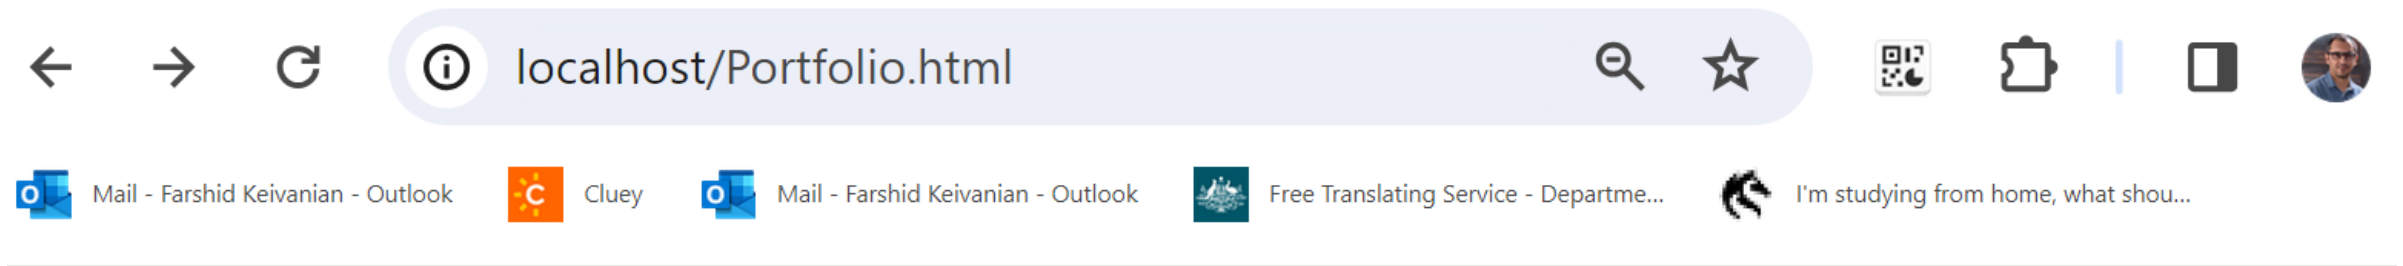 localhost/Portfolio.html
Mail - Farshid Keivanian - Outlook Cluey Mail - Farshid Keivanian - Outlook Free Translating Service - Departme... I'm studying from home, what shou...